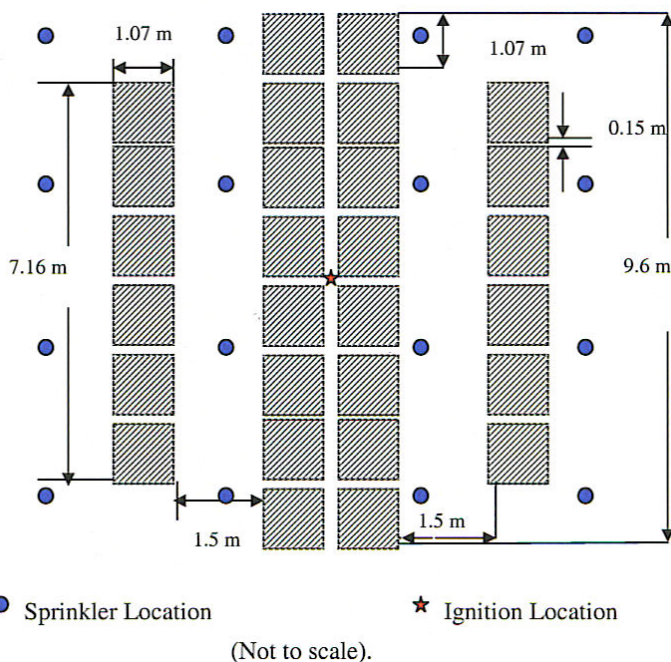 1.07 m
1.07 m
0.15 m
7.16 m
9.6 m
1.5 m
1.5 m
Sprinkler Location
Ignition Location
(Not to scale).